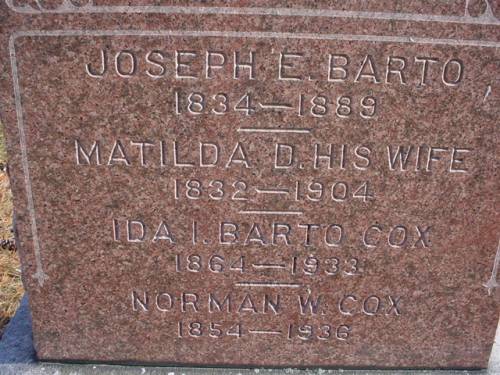 JOSEPH E. BARTO
1834—1889
MATILDA D. HIS WIFE
1832—1904
IDA I. BARTO COX
1864—1933
NORMAN W. COX
1854—1936